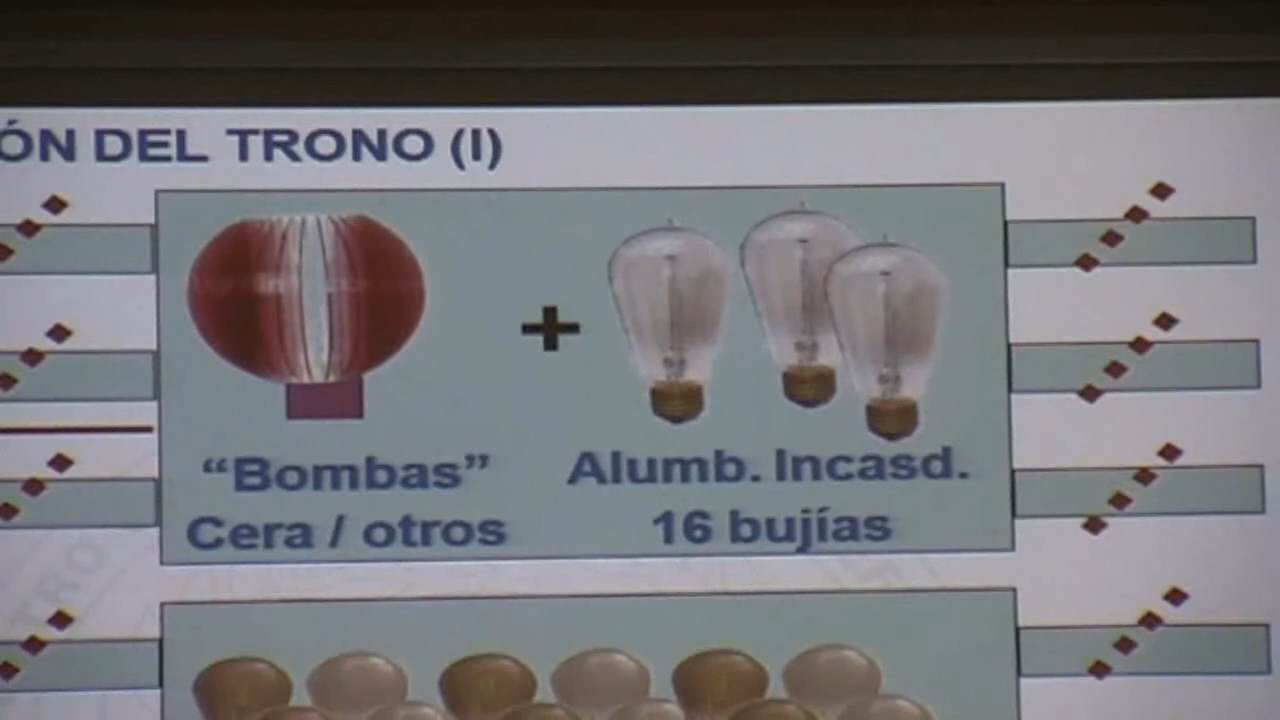 ÓN DEL TRONO (I)
+
“Bombas” Alumb. Incasd.
Cera / otros 16 bujías